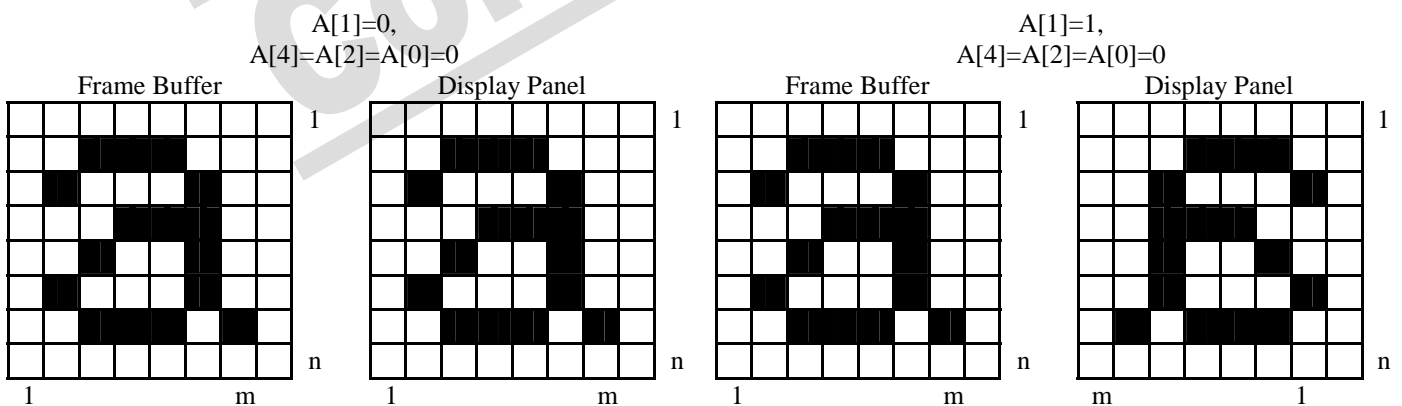 A[1]=0,
A[4]=A[2]=A[0]=0
Frame Buffer
Display Panel
1
n
1 m
1
n
1 m
A[1]=1,
A[4]=A[2]=A[0]=0
Frame Buffer
Display Panel
1
n
1 m
1
n
m 1